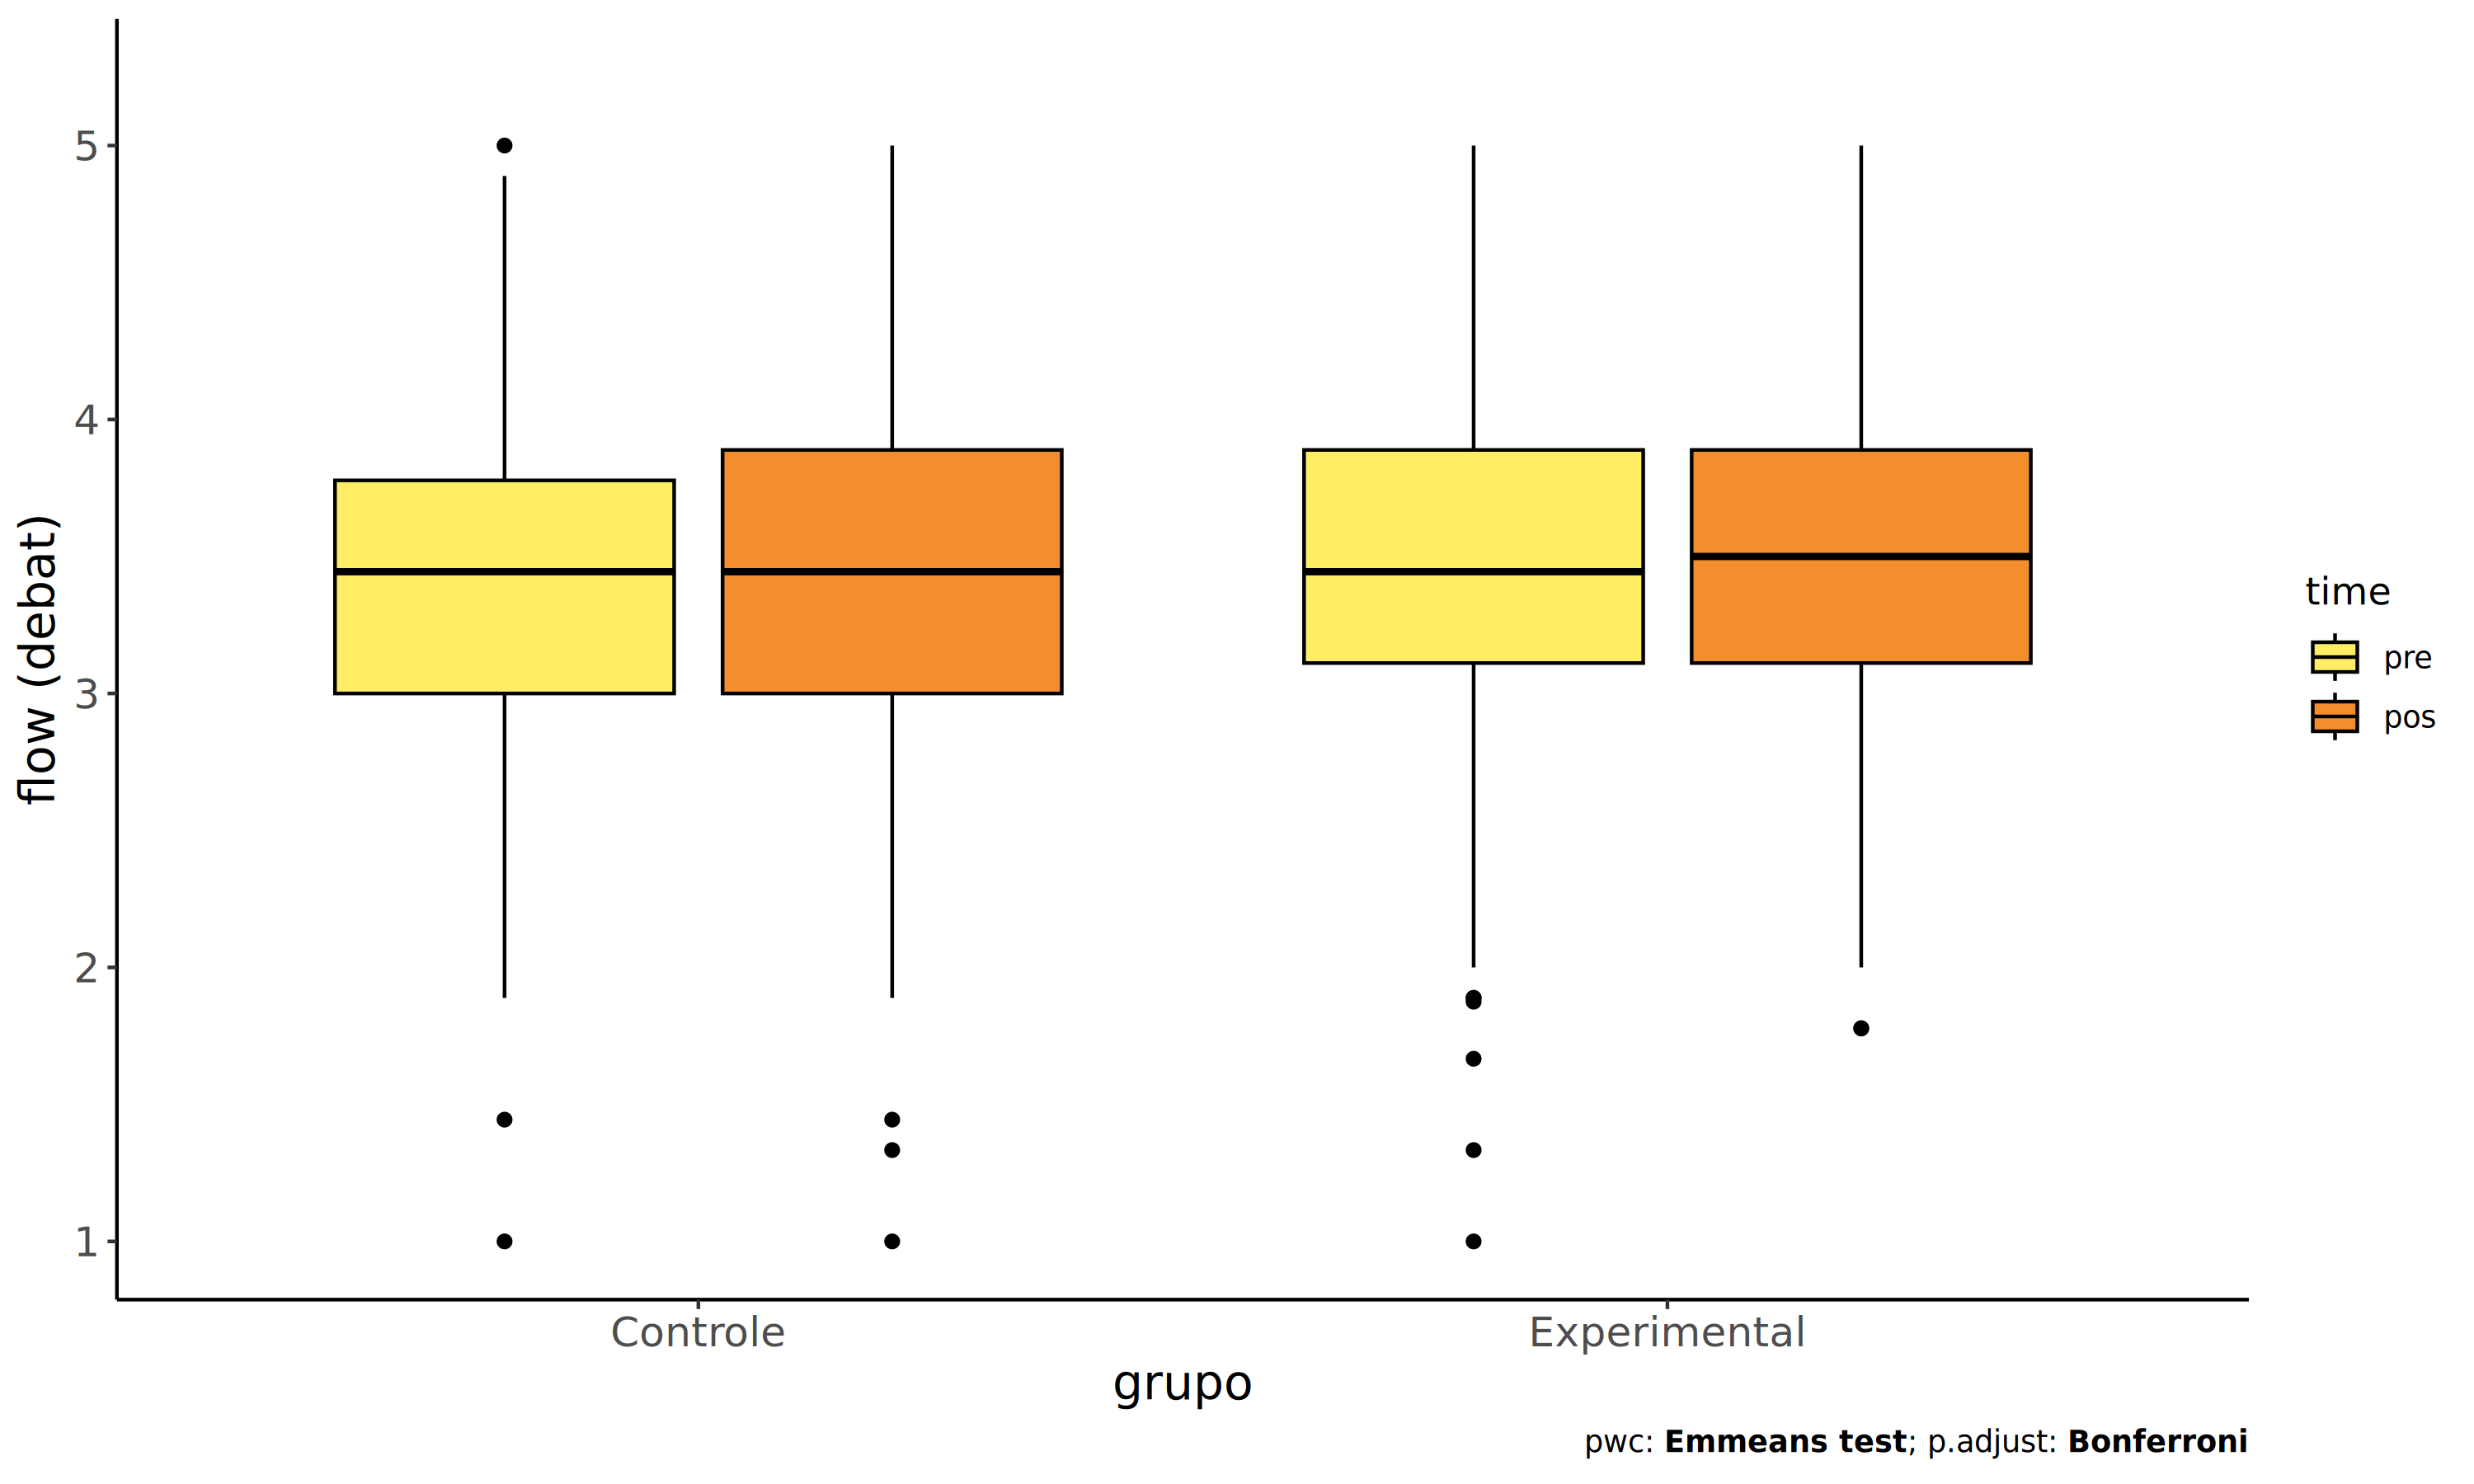 flow (debat)
5
4
3
2
1
Controle
Experimental
grupo
time
pre
pos
pwc: Emmeans test; p.adjust: Bonferroni